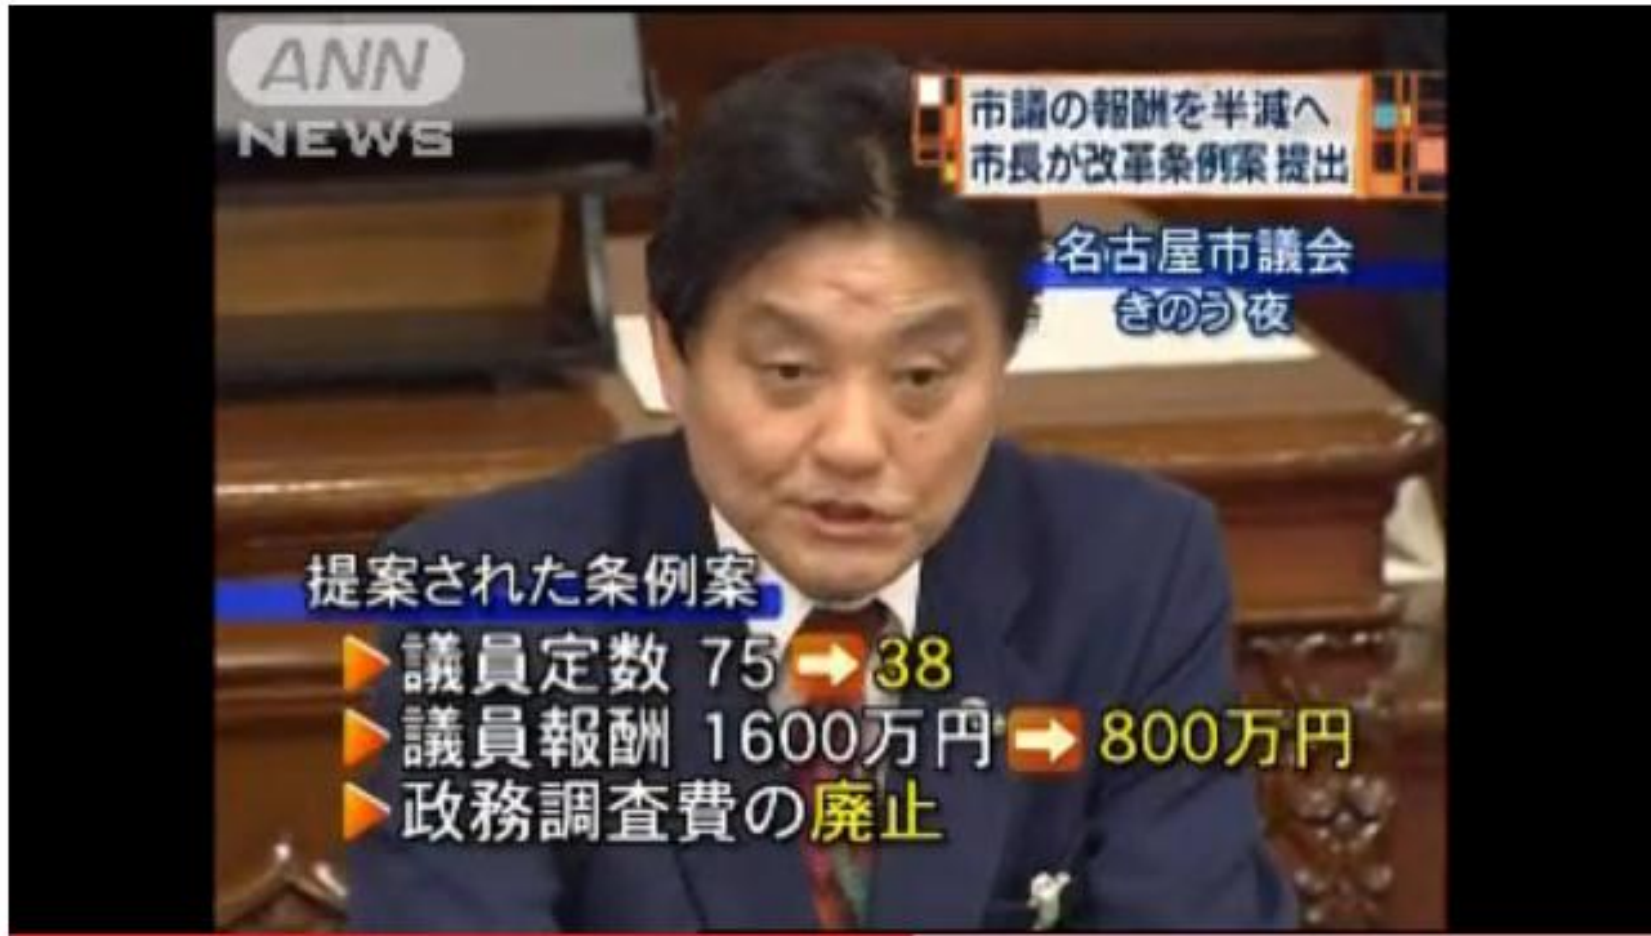 ANN
NEWS
市議の報酬を半減へ
市長が改革条例案 提出
名古屋市議会
きのう 夜
提案された条例案
議員定数 75➡38
議員報酬 1600万円➡800万円
政務調査費の廃止